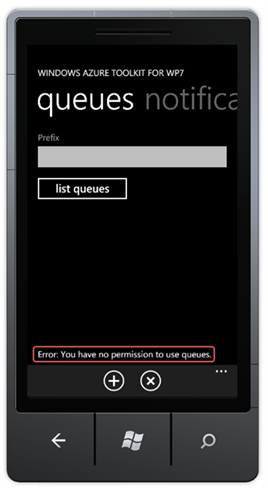 WINDOWS AZURE TOOLKIT FOR WP7
queues notifica
Prefix
list queues
Error: You have no permission to use queues.